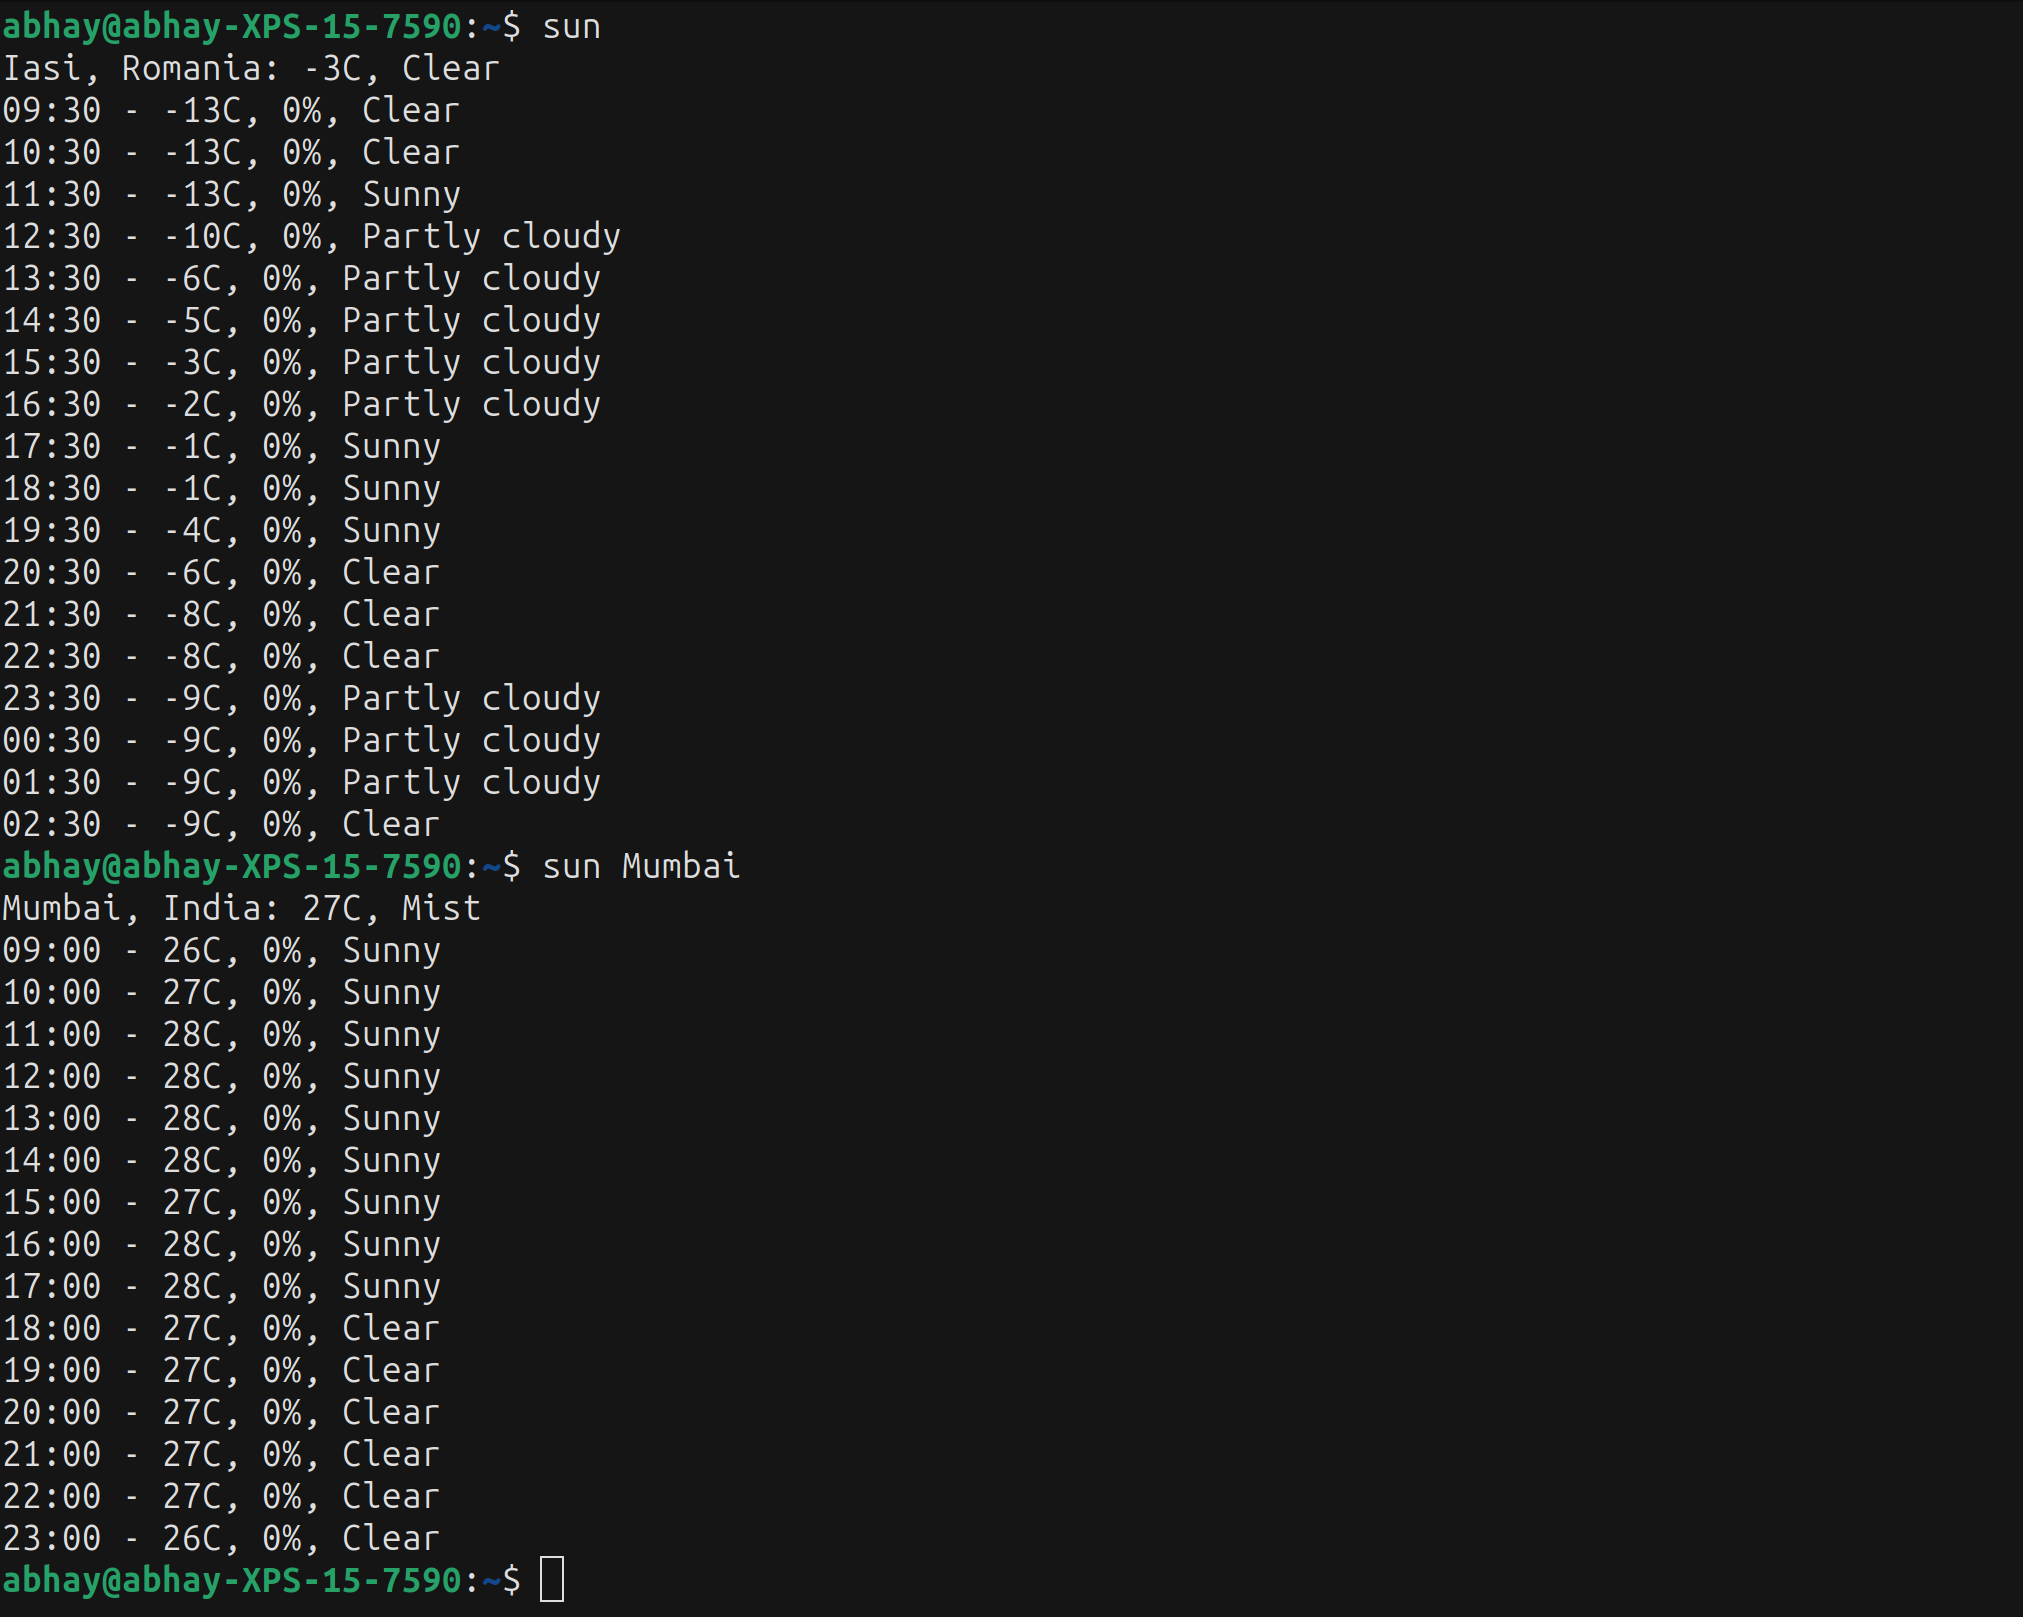 abhay@abhay-XPS-15-7590:~$ sun
Iasi, Romania: -3C, Clear
09:30 - -13C, 0%, Clear
10:30 - -13C, 0%, Clear
11:30 - -13C, 0%, Sunny
12:30 - -10C, 0%, Partly cloudy
13:30 - -6C, 0%, Partly cloudy
14:30 - -5C, 0%, Partly cloudy
15:30 - -3C, 0%, Partly cloudy
16:30 - -2C, 0%, Partly cloudy
17:30 - -1C, 0%, Sunny
18:30 - -1C, 0%, Sunny
19:30 - -4C, 0%, Sunny
20:30 - -6C, 0%, Clear
21:30 - -8C, 0%, Clear
22:30 - -8C, 0%, Clear
23:30 - -9C, 0%, Partly cloudy
00:30 - -9C, 0%, Partly cloudy
01:30 - -9C, 0%, Partly cloudy
02:30 - -9C, 0%, Clear
abhay@abhay-XPS-15-7590:~$ sun Mumbai
Mumbai, India: 27C, Mist
09:00 - 26C, 0%, Sunny
10:00 - 27C, 0%, Sunny
11:00 - 28C, 0%, Sunny
12:00 - 28C, 0%, Sunny
13:00 - 28C, 0%, Sunny
14:00 - 28C, 0%, Sunny
15:00 - 27C, 0%, Sunny
16:00 - 28C, 0%, Sunny
17:00 - 28C, 0%, Sunny
18:00 - 27C, 0%, Clear
19:00 - 27C, 0%, Clear
20:00 - 27C, 0%, Clear
21:00 - 27C, 0%, Clear
22:00 - 27C, 0%, Clear
23:00 - 26C, 0%, Clear
abhay@abhay-XPS-15-7590:~$